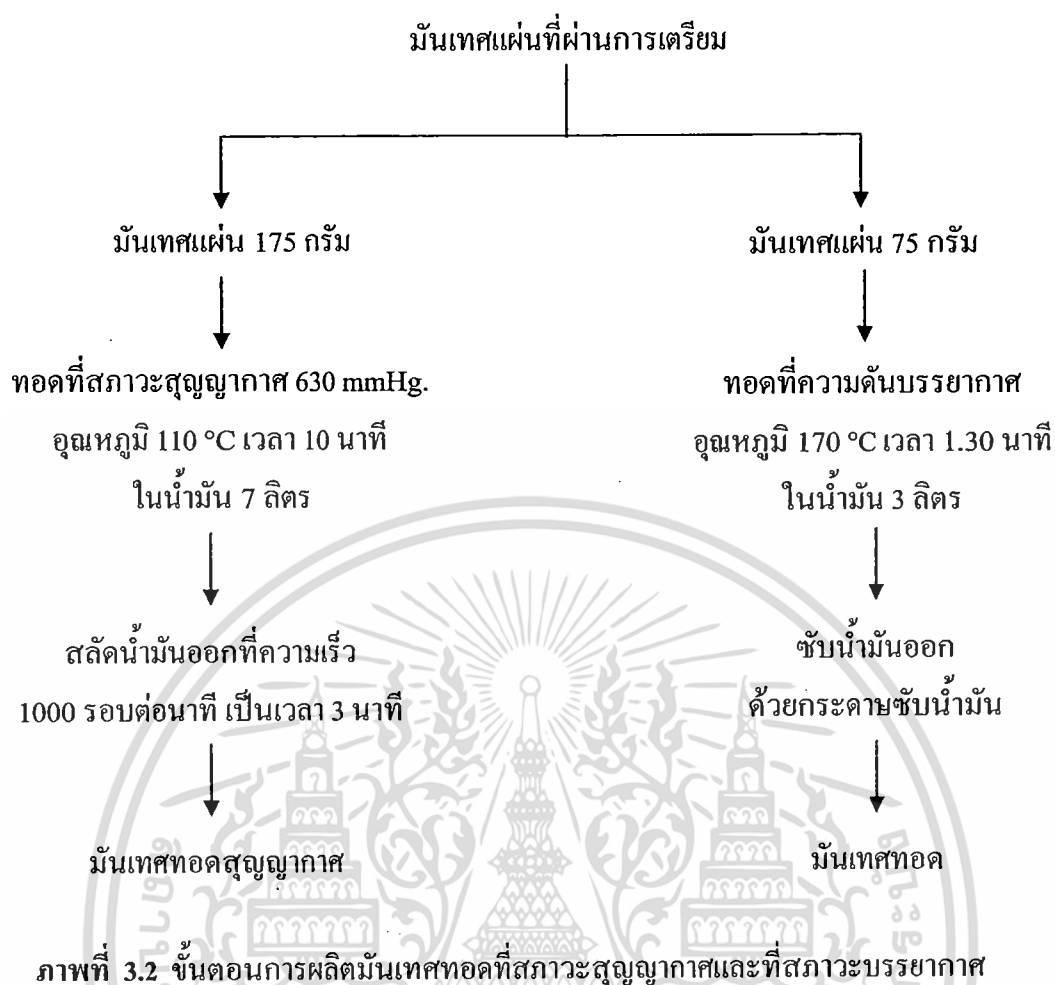 มันเทศแผ่นที่ผ่านการเตรียม
มันเทศแผ่น 175 กรัม
ทอดที่สภาวะสุญญากาศ 630 mmHg.
อุณหภูมิ 110 °C เวลา 10 นาที
ในน้ำมัน 7 ลิตร
สลัดน้ำมันออกที่ความเร็ว
1000 รอบต่อนาที เป็นเวลา 3 นาที
มันเทศทอดสุญญากาศ
มันเทศแผ่น 75 กรัม
ทอดที่ความดันบรรยากาศ
อุณหภูมิ 170 °C เวลา 1.30 นาที
ในน้ำมัน 3 ลิตร
ซับน้ำมันออก
ด้วยกระดาษซับน้ำมัน
มันเทศทอด
ภาพที่ 3.2 ขั้นตอนการผลิตมันเทศทอดที่สภาวะสุญญากาศและที่สภาวะบรรยากาศ